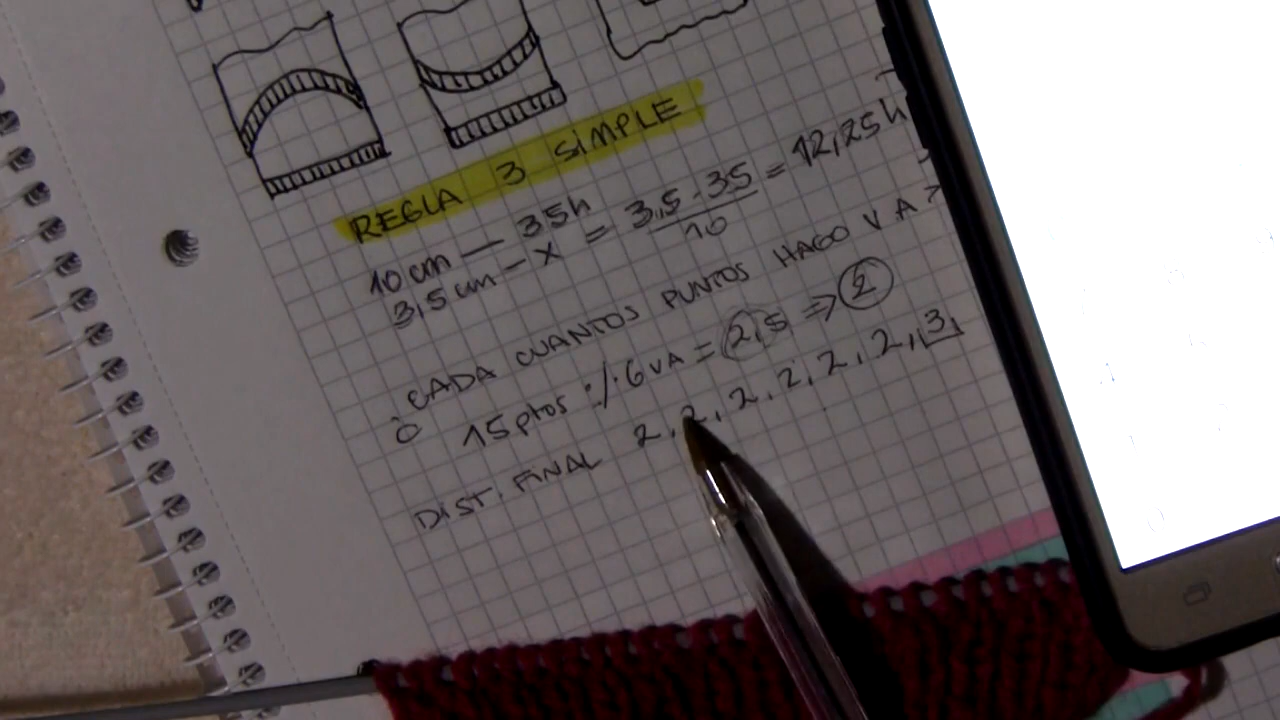 REGLA 3 SIMPLE
10 cm — 35h
3,5 cm - x = 3,5 · 35 / 10 = 12,25h
¿CADA CUANTOS PUNTOS HAGO V A?
15 ptos ./. 6 VA = 2,5 => 2
DIST. FINAL 2, 2, 2, 2, 2, 2, 3,